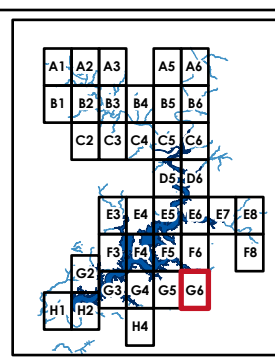 A1 A2 A3 A5 A6
B1 B2 B3 B4 B5 B6
C2 C3 C4 C5 C6
D5 D6
E3 E4 E5 E6 E7 E8
F3 F4 F5 F6 F8
G2
G3 G4 G5 G6
H1 H2
H4